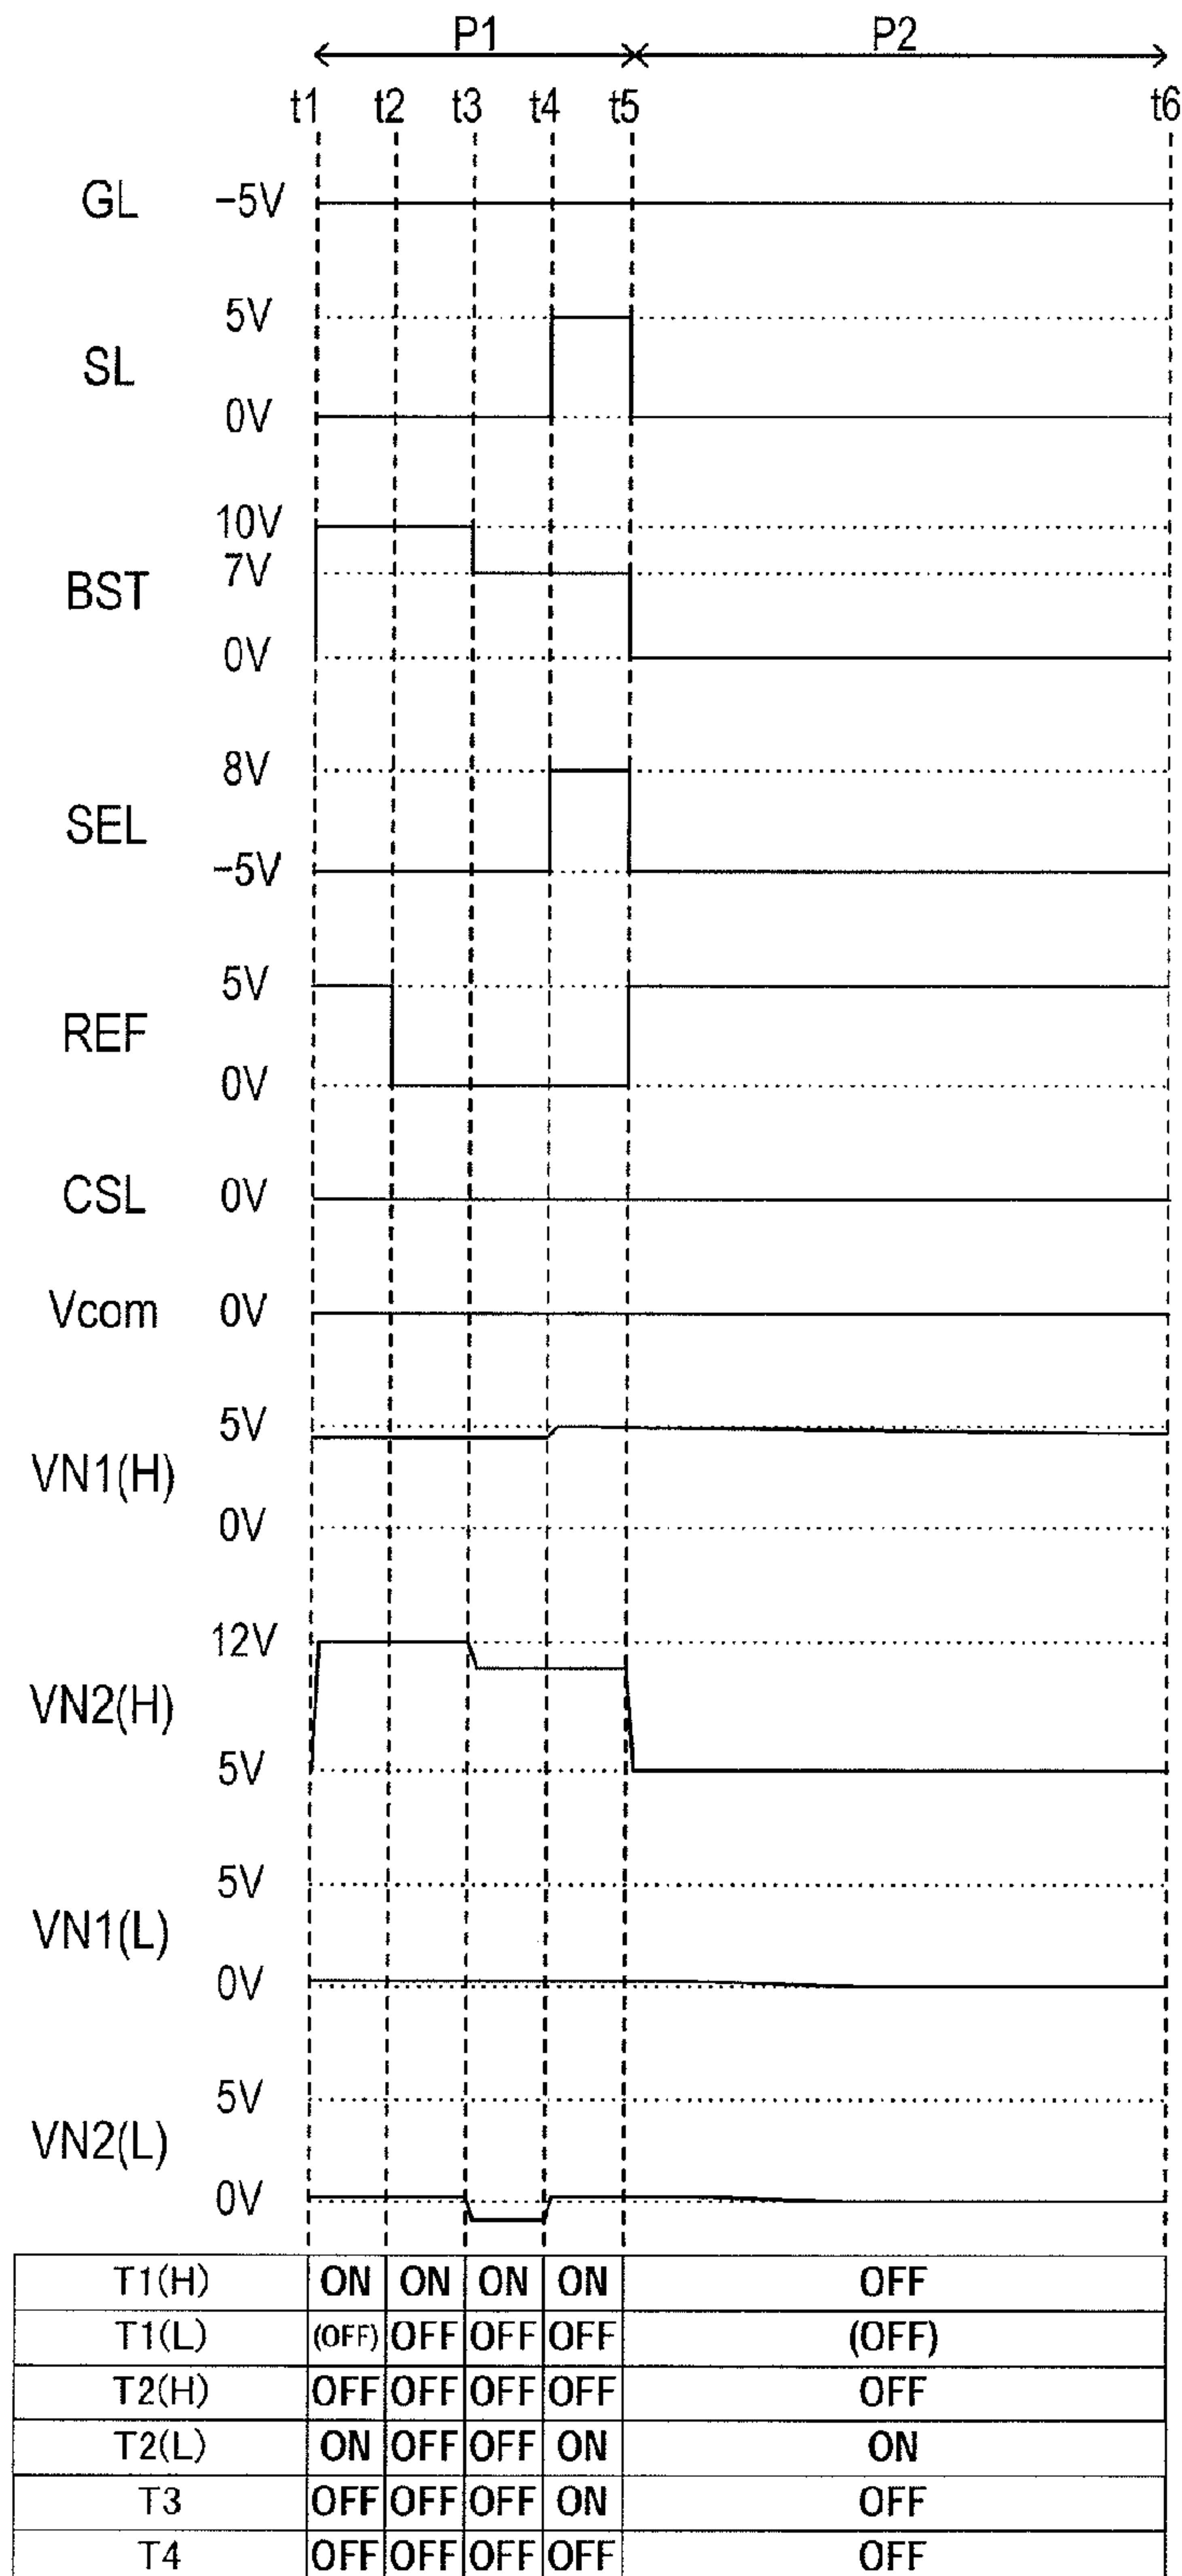 P1 P2
t1 t2 t3 t4 t5 t6
GL −5V
5V
SL
0V
10V
7V
BST
0V
8V
SEL
−5V
5V
REF
0V
CSL 0V
Vcom 0V
5V
VN1(H)
0V
12V
VN2(H)
5V
5V
VN1(L)
0V
5V
VN2(L)
0V
T1(H) ON ON ON ON OFF
T1(L) (OFF) OFF OFF OFF (OFF)
T2(H) OFF OFF OFF OFF OFF
T2(L) ON OFF OFF ON ON
T3 OFF OFF OFF ON OFF
T4 OFF OFF OFF OFF OFF